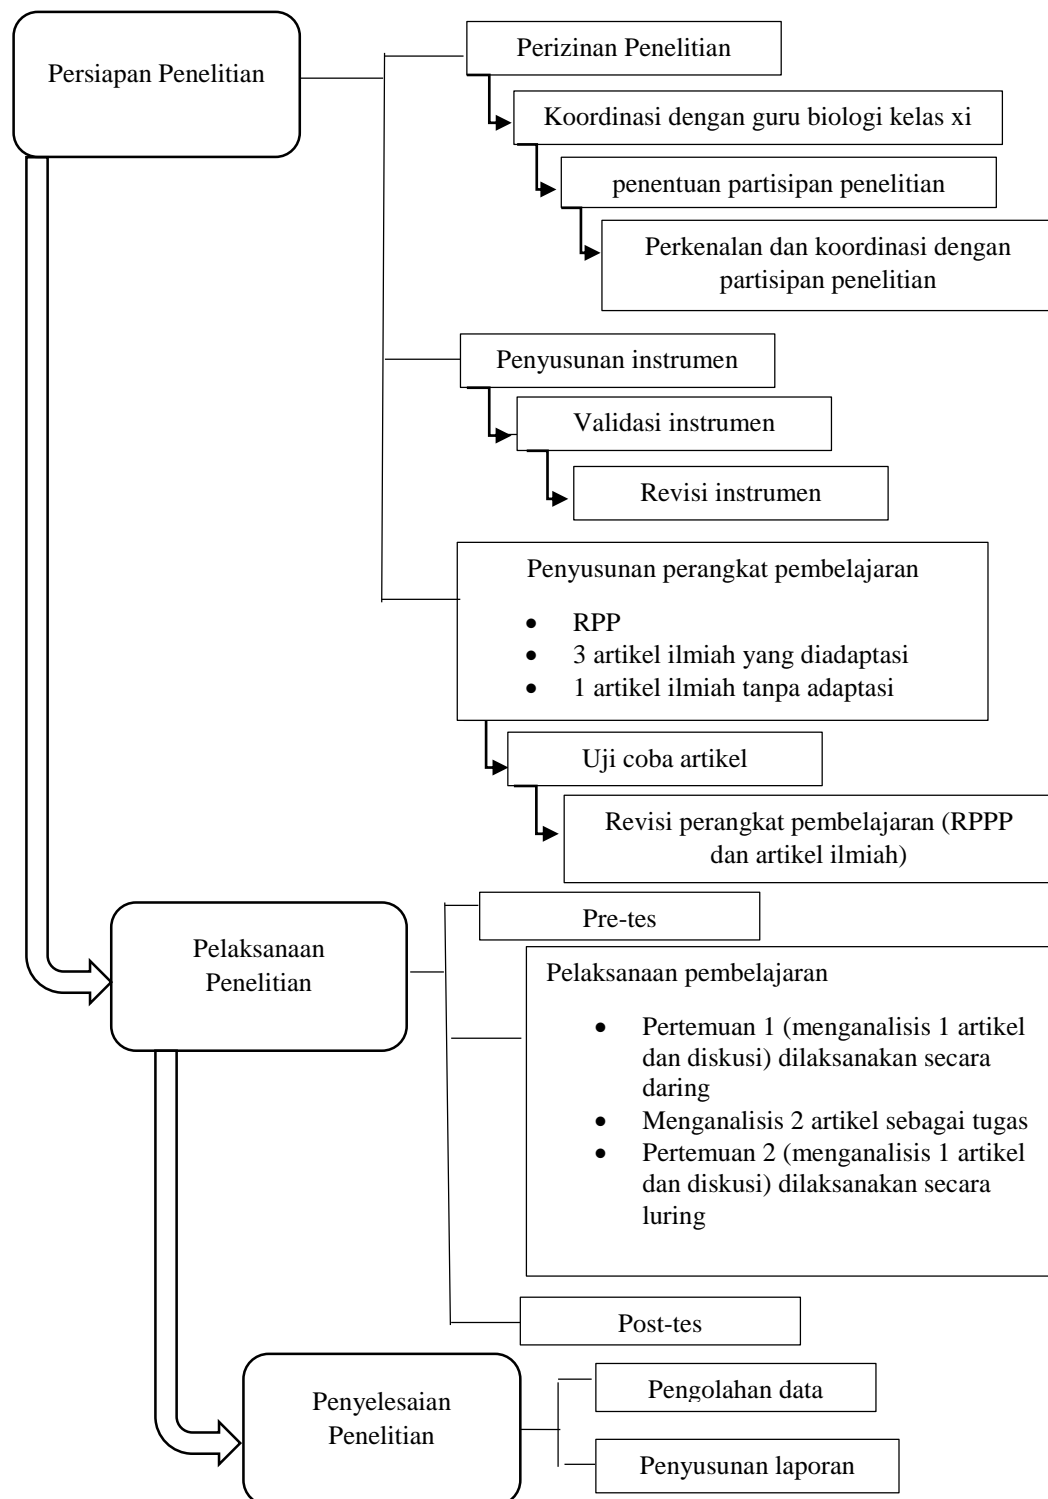 Persiapan Penelitian
Perizinan Penelitian
Koordinasi dengan guru biologi kelas xi
penentuan partisipan penelitian
Perkenalan dan koordinasi dengan
partisipan penelitian
Penyusunan instrumen
Validasi instrumen
Revisi instrumen
Penyusunan perangkat pembelajaran
• RPP
• 3 artikel ilmiah yang diadaptasi
• 1 artikel ilmiah tanpa adaptasi
Uji coba artikel
Revisi perangkat pembelajaran (RPPP
dan artikel ilmiah)
Pelaksanaan
Penelitian
Pre-tes
Pelaksanaan pembelajaran
• Pertemuan 1 (menganalisis 1 artikel
dan diskusi) dilaksanakan secara
daring
• Menganalisis 2 artikel sebagai tugas
• Pertemuan 2 (menganalisis 1 artikel
dan diskusi) dilaksanakan secara
luring
Post-tes
Penyelesaian
Penelitian
Pengolahan data
Penyusunan laporan